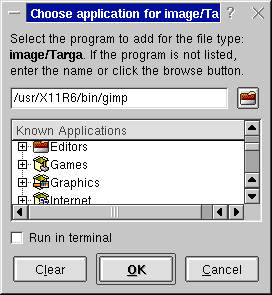 Choose application for image/Ta
?
Select the program to add for the file type:
image/Targa. If the program is not listed,
enter the name or click the browse button.
/usr/X11R6/bin/gimp
Known Applications
Editors
Games
Graphics
Internet
Run in terminal
Clear
OK
Cancel